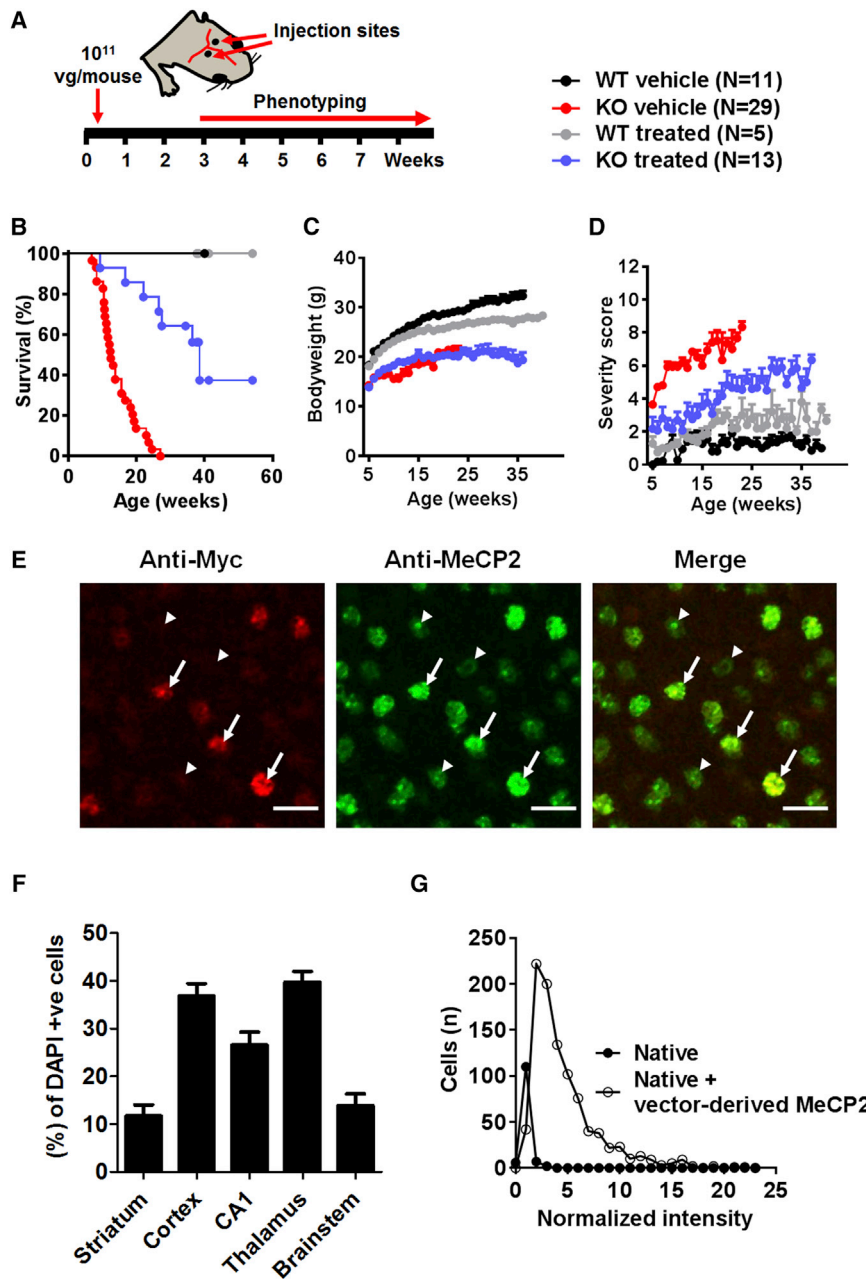 A
10¹¹
vg/mouse
Injection sites
Phenotyping
0 1 2 3 4 5 6 7 Weeks
WT vehicle (N=11)
KO vehicle (N=29)
WT treated (N=5)
KO treated (N=13)
B
Survival (%)
100
80
60
40
20
0
0 20 40 60
Age (weeks)
C
Bodyweight (g)
40
30
20
10
0
5 15 25 35
Age (weeks)
D
Severity score
12
10
8
6
4
2
0
5 15 25 35
Age (weeks)
E
Anti-Myc
Anti-MeCP2
Merge
F
(%) of DAPI +ve cells
50
40
30
20
10
0
Striatum
Cortex
CA1
Thalamus
Brainstem
G
Cells (n)
250
200
150
100
50
0
0 5 10 15 20 25
Normalized intensity
Native
Native +
vector-derived MeCP2